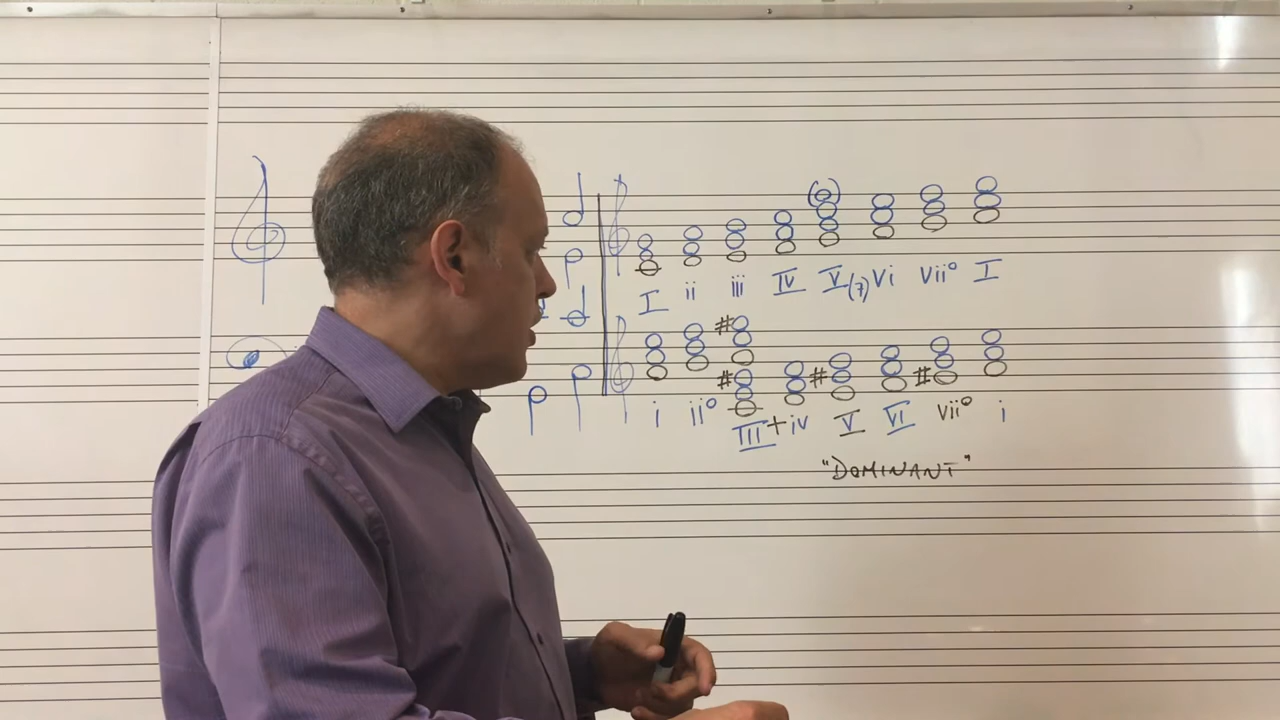 I ii iii IV V(7) vi vii° I
# # # #
i ii° III+ iv V VI vii° i
"DOMINANT"